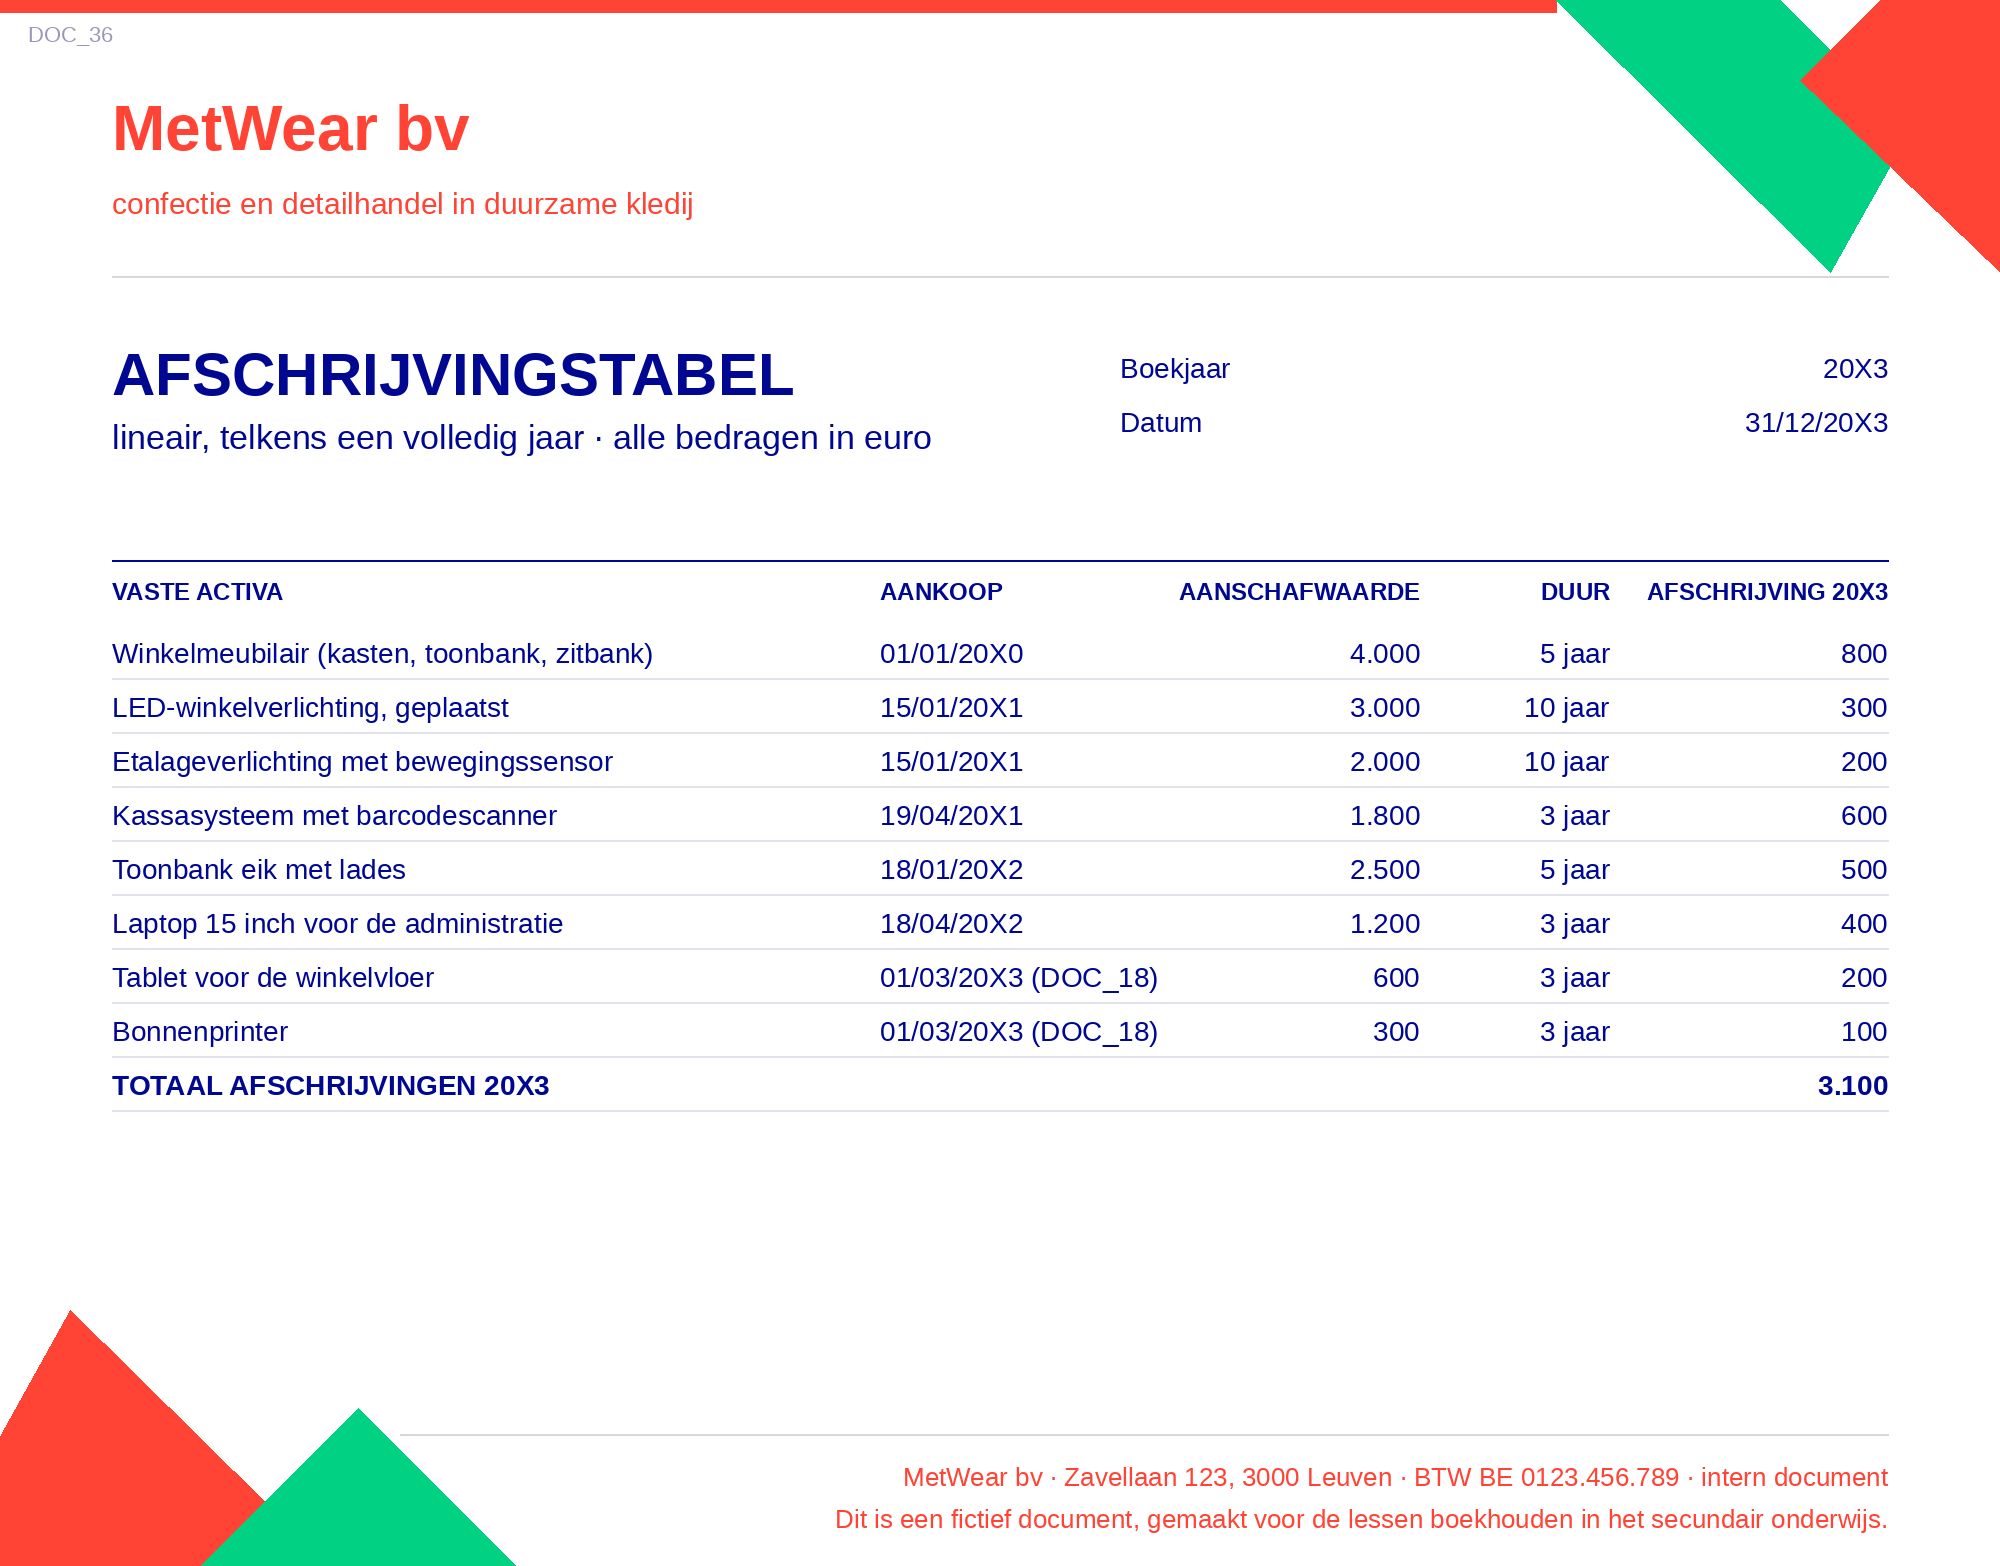 DOC_36
MetWear bv
confectie en detailhandel in duurzame kledij
AFSCHRIJVINGSTABEL
lineair, telkens een volledig jaar · alle bedragen in euro
Boekjaar 20X3
Datum 31/12/20X3
VASTE ACTIVA AANKOOP AANSCHAFWAARDE DUUR AFSCHRIJVING 20X3
Winkelmeubilair (kasten, toonbank, zitbank) 01/01/20X0 4.000 5 jaar 800
LED-winkelverlichting, geplaatst 15/01/20X1 3.000 10 jaar 300
Etalageverlichting met bewegingssensor 15/01/20X1 2.000 10 jaar 200
Kassasysteem met barcodescanner 19/04/20X1 1.800 3 jaar 600
Toonbank eik met lades 18/01/20X2 2.500 5 jaar 500
Laptop 15 inch voor de administratie 18/04/20X2 1.200 3 jaar 400
Tablet voor de winkelvloer 01/03/20X3 (DOC_18) 600 3 jaar 200
Bonnenprinter 01/03/20X3 (DOC_18) 300 3 jaar 100
TOTAAL AFSCHRIJVINGEN 20X3 3.100
MetWear bv · Zavellaan 123, 3000 Leuven · BTW BE 0123.456.789 · intern document
Dit is een fictief document, gemaakt voor de lessen boekhouden in het secundair onderwijs.